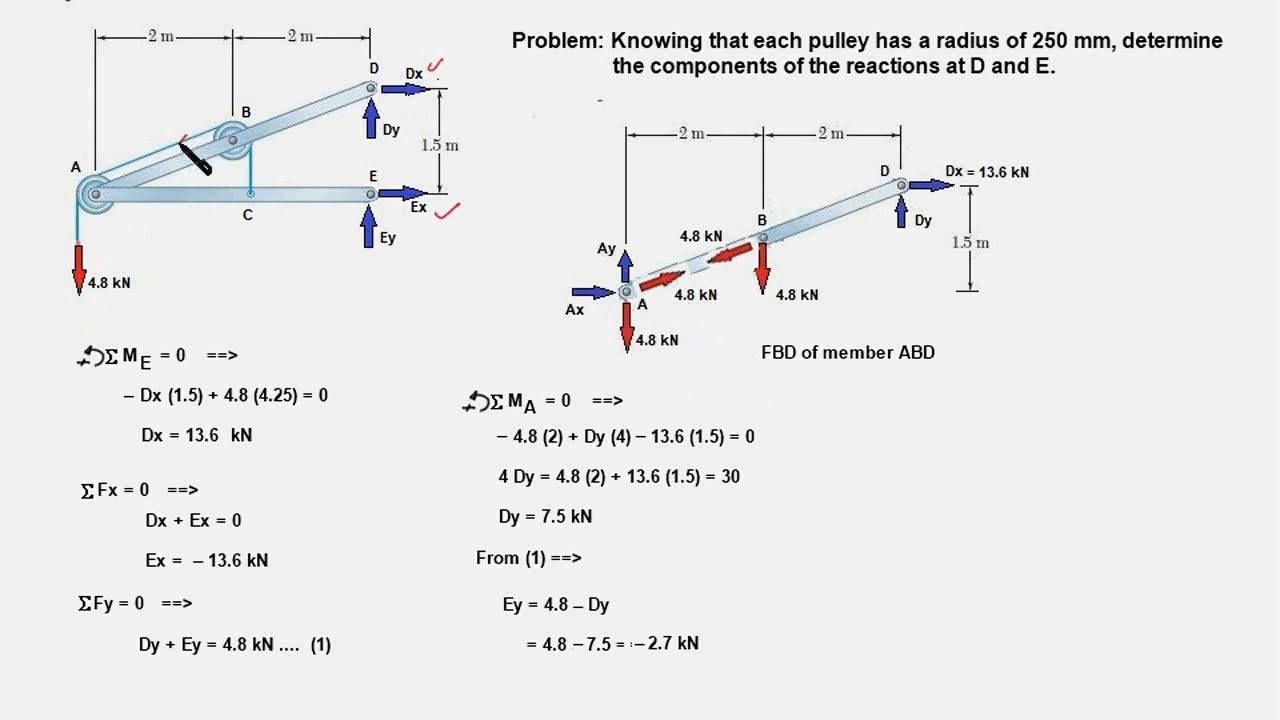 Problem: Knowing that each pulley has a radius of 250 mm, determine
the components of the reactions at D and E.
2 m
2 m
D
Dx
B
Dy
1.5 m
A
E
C
Ex
Ey
4.8 kN
2 m
2 m
D
Dx = 13.6 kN
B
Dy
4.8 kN
Ay
1.5 m
4.8 kN
4.8 kN
Ax
A
4.8 kN
FBD of member ABD
Σ M E = 0 ==>
– Dx (1.5) + 4.8 (4.25) = 0
Dx = 13.6 kN
Σ Fx = 0 ==>
Dx + Ex = 0
Ex = – 13.6 kN
Σ Fy = 0 ==>
Dy + Ey = 4.8 kN .... (1)
Σ M A = 0 ==>
– 4.8 (2) + Dy (4) – 13.6 (1.5) = 0
4 Dy = 4.8 (2) + 13.6 (1.5) = 30
Dy = 7.5 kN
From (1) ==>
Ey = 4.8 – Dy
= 4.8 – 7.5 = – 2.7 kN